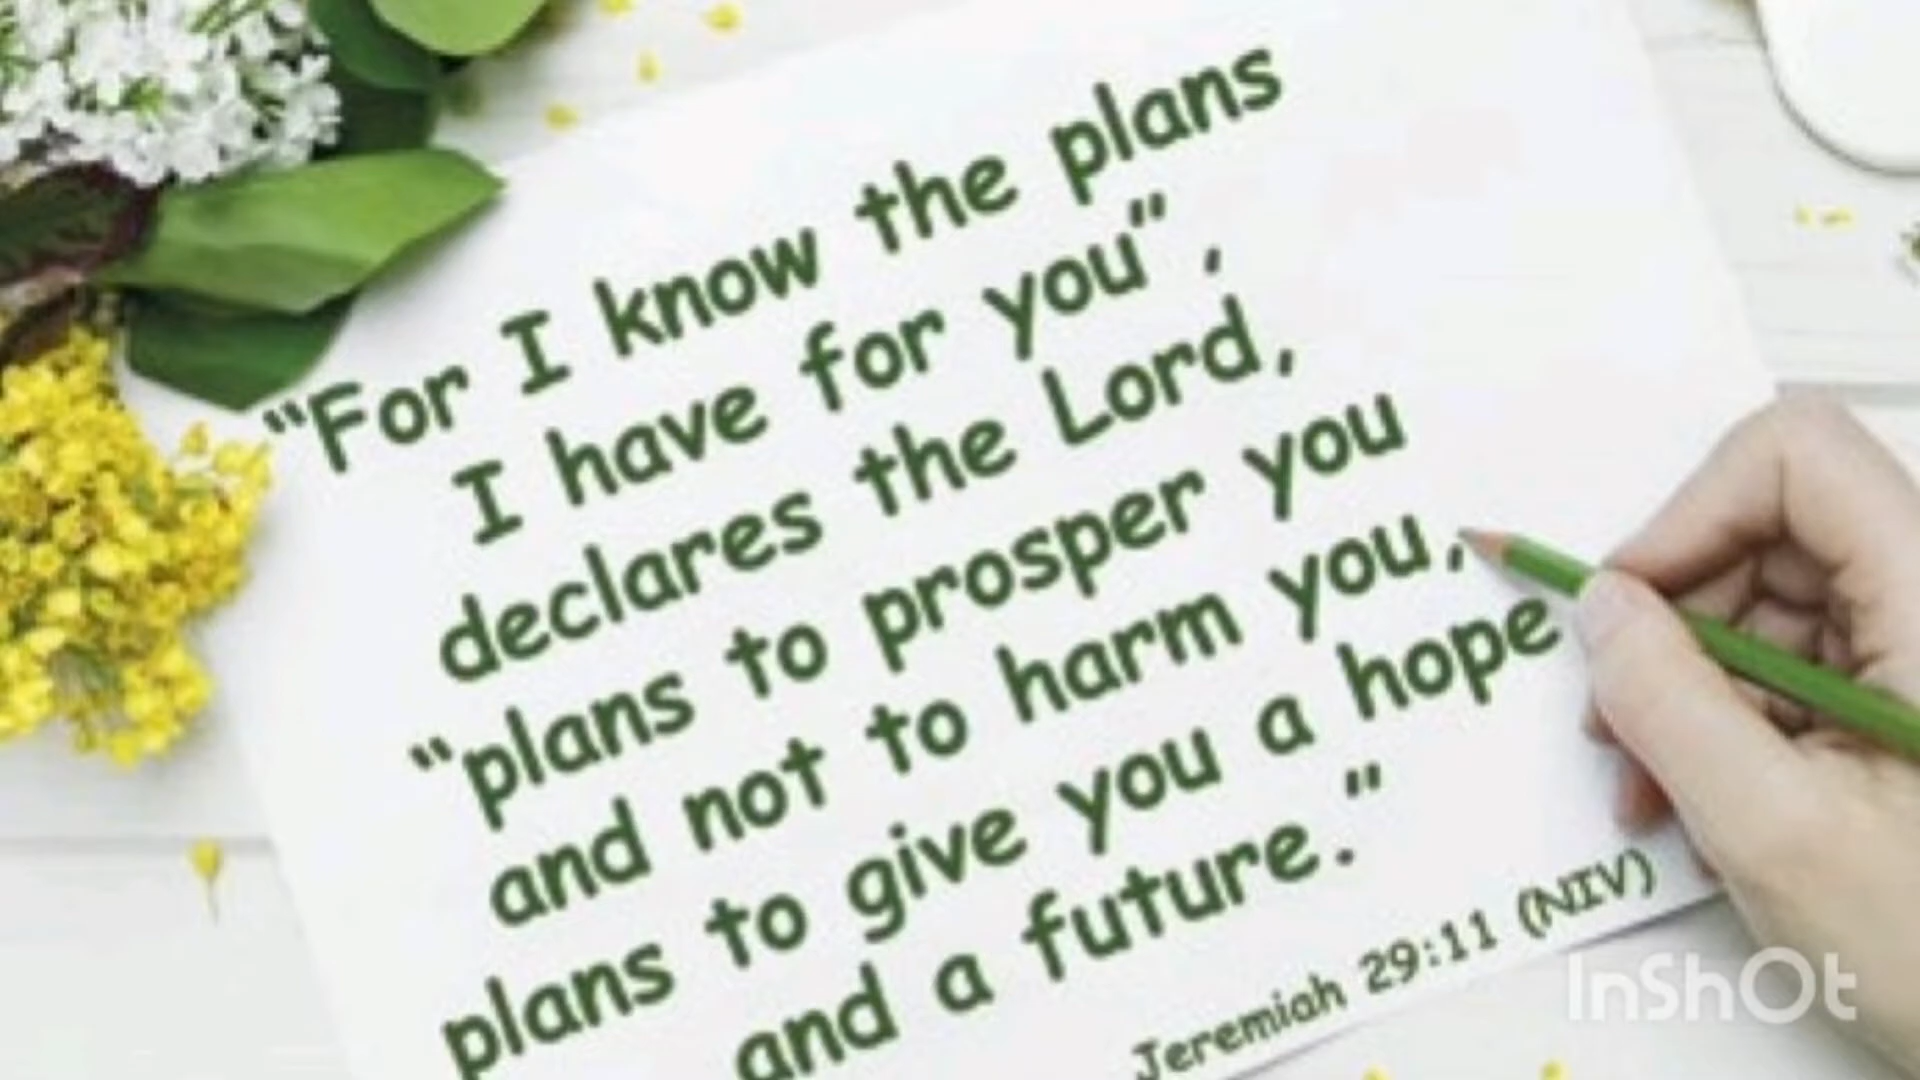 “For I know the plans
I have for you”,
declares the Lord,
“plans to prosper you
and not to harm you,
plans to give you a hope
and a future.”
Jeremiah 29:11 (NIV)
InShOt